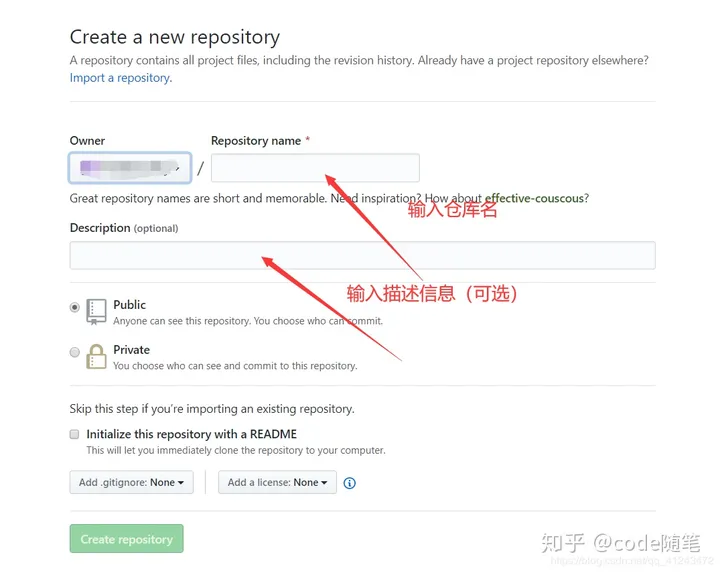 Create a new repository
A repository contains all project files, including the revision history. Already have a project repository elsewhere?
Import a repository.
Owner
Repository name *
/
Great repository names are short and memorable. Need inspiration? How about effective-couscous?
输入仓库名
Description (optional)
输入描述信息（可选）
Public
Anyone can see this repository. You choose who can commit.
Private
You choose who can see and commit to this repository.
Skip this step if you're importing an existing repository.
Initialize this repository with a README
This will let you immediately clone the repository to your computer.
Add .gitignore: None
Add a license: None
Create repository
知乎 @code随笔